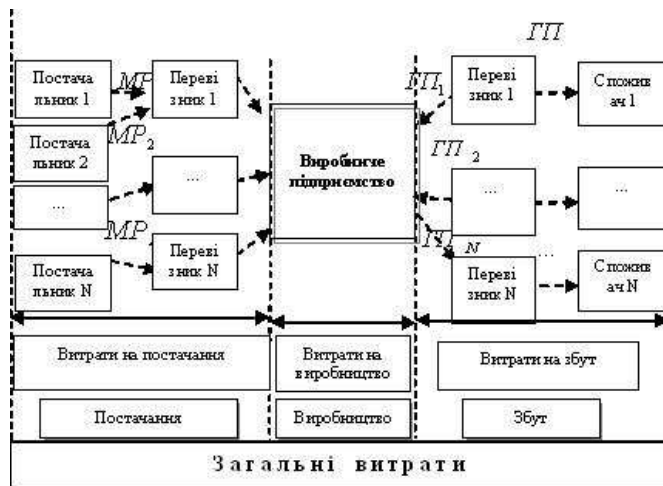 ГП
Постача
льник 1
МР
Переві
зник 1
ГП1
Переві
зник 1
Спожив
ач 1
Постача
льник 2
МР2
...
...
Виробниче
підприємство
ГП2
...
...
МР
Постача
льник N
Переві
зник N
ГП N
...
Переві
зник N
Спожив
ач N
Витрати на постачання
Витрати на
виробництво
Витрати на збут
Постачання
Виробництво
Збут
Загальні витрати